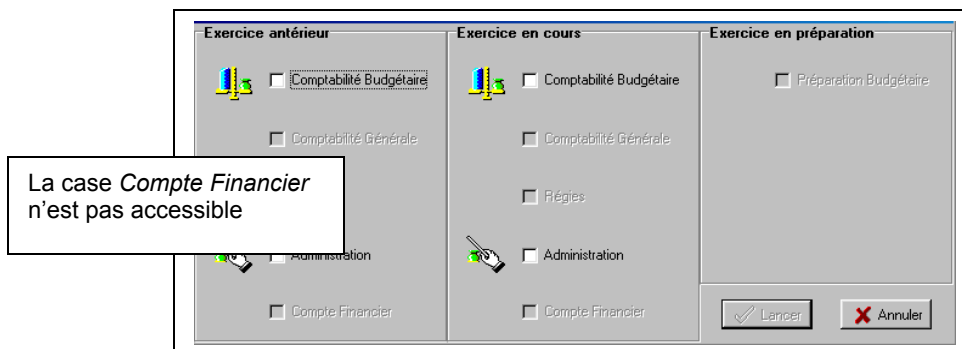 Exercice antérieur
Comptabilité Budgétaire
Comptabilité Générale
La case Compte Financier
n'est pas accessible
Administration
Compte Financier
Exercice en cours
Comptabilité Budgétaire
Comptabilité Générale
Régies
Administration
Compte Financier
Exercice en préparation
Préparation Budgétaire
Lancer
Annuler